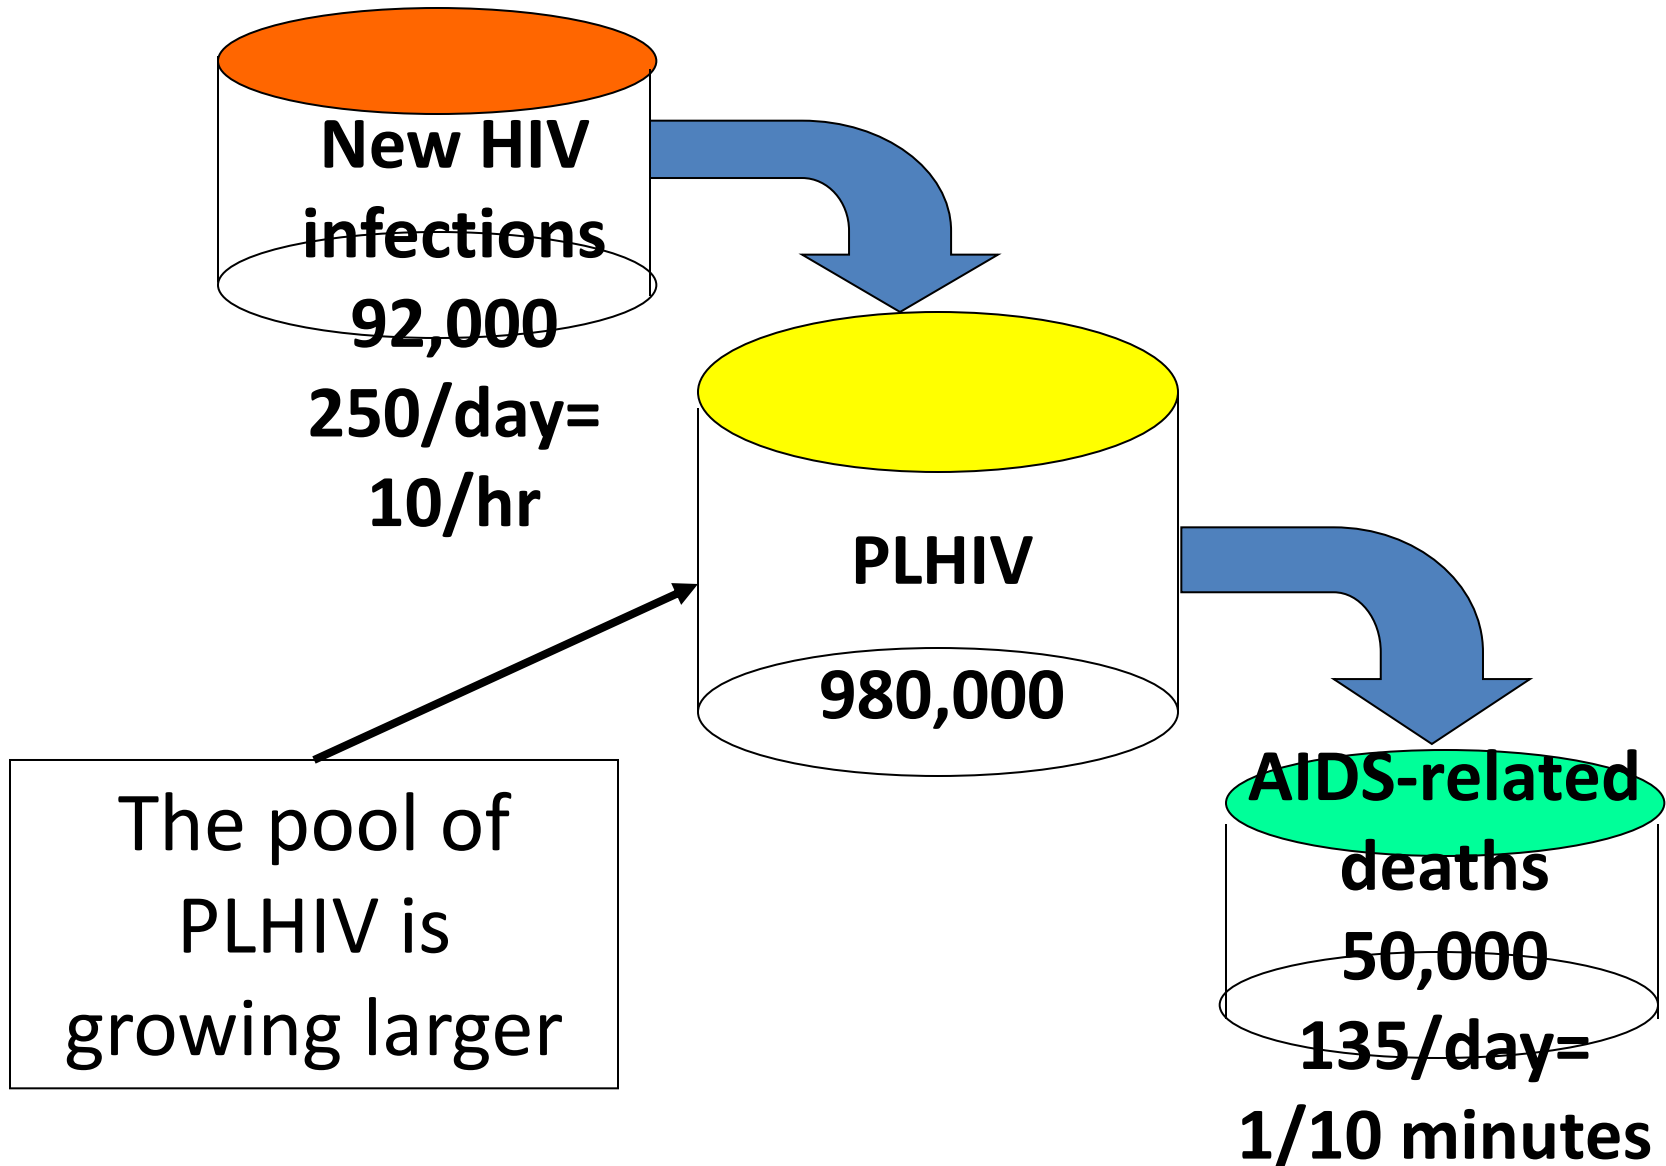 New HIV
infections
92,000
250/day=
10/hr
PLHIV
980,000
The pool of
PLHIV is
growing larger
AIDS-related
deaths
50,000
135/day=
1/10 minutes